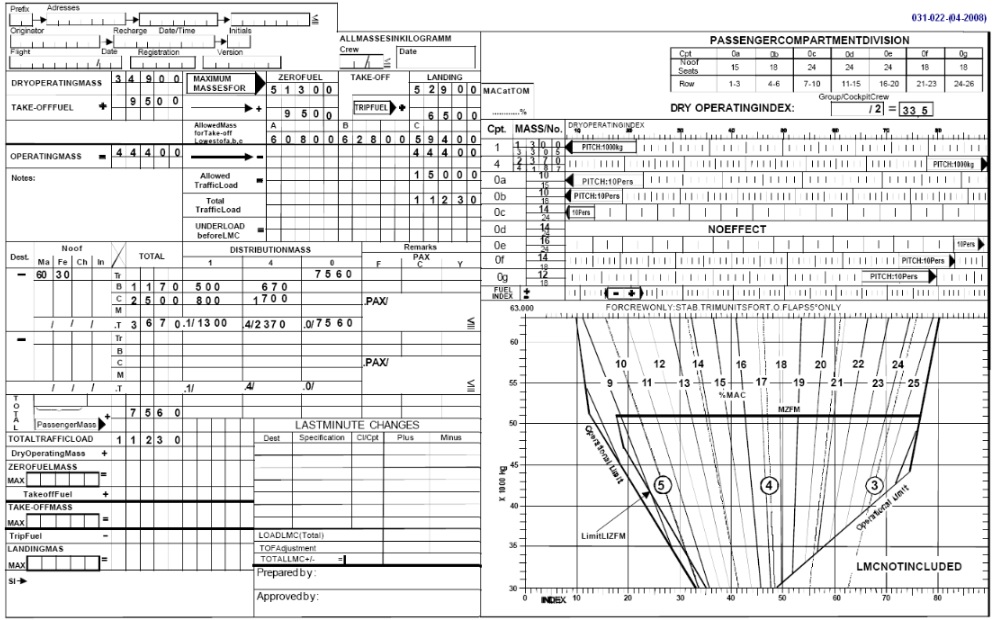 031-022-(04-2008)
Prefix Adresses
Originator Recharge Date/Time Initials
Flight Date Registration Version
ALLMASSESINKILOGRAMM
Crew Date
PASSENGERCOMPARTMENTDIVISION
Cpt 0a 0b 0c 0d 0e 0f 0g
Noof Seats 15 18 24 24 24 18 18
Row 1-3 4-6 7-10 11-15 16-20 21-23 24-26
Group/CockpitCrew
DRY OPERATINGINDEX: /2 = 33,5
DRYOPERATINGMASS 3 4 9 0 0
MAXIMUM MASSESFOR
ZEROFUEL TAKE-OFF LANDING
5 1 3 0 0 5 2 9 0 0
TAKE-OFFFUEL + 9 5 0 0 + 9 5 0 0 TRIPFUEL + 6 5 0 0
AllowedMass forTake-off Lowestofa,b,c
A B C
6 0 8 0 0 6 2 8 0 0 5 9 4 0 0
OPERATINGMASS = 4 4 4 0 0 − 4 4 4 0 0
Notes:
Allowed TrafficLoad = 1 5 0 0 0
Total TrafficLoad 1 1 2 3 0
UNDERLOAD beforeLMC =
MACatTOM
%
Cpt. MASS/No. DRYOPERATINGINDEX
1 1 3 0 0 PITCH:1000kg
4 2 3 7 0 PITCH:1000kg
0a 10 15 PITCH:10Pers
0b 10 18 PITCH:10Pers
0c 14 24 10Pers
0d 14 24 NOEFFECT
0e 16 24 10Pers
0f 14 18 PITCH:10Pers
0g 12 18 PITCH:10Pers
FUEL INDEX − +
Dest. Noof TOTAL DISTRIBUTIONMASS Remarks
Ma Fe Ch In 1 4 0 PAX
F C Y
60 30 Tr 7 5 6 0
B 1 1 7 0 500 670
C 2 5 0 0 800 1700 .PAX/
M
/ / / .T 3 6 7 0 .1/1300 .4/2370 .0/7560
Tr
B
C .PAX/
M
/ / / .T .1/ .4/ .0/
TOTAL
PassengerMass + 7 5 6 0
TOTALTRAFFICLOAD 1 1 2 3 0
DryOperatingMass +
ZEROFUELMASS
MAX =
TakeoffFuel +
TAKE-OFFMASS
MAX =
TripFuel −
LANDINGMAS
MAX =
SI
LASTMINUTE CHANGES
Dest Specification Cl/Cpt Plus Minus
LOADLMC(Total)
TOFAdjustment
TOTALLMC+/- =
Prepared by:
Approved by:
63.000 FORCREWONLY:STAB.TRIMUNITSFORT.O.FLAPS5°ONLY
60
55
50
45
40
35
30
X 1000 kg
10 12 14 16 18 20 22 24
9 11 13 15 17 19 21 23 25
%MAC
MZFM
Operational Limit
5 4 3
Operational Limit
LimitLIZFM
LMCNOTINCLUDED
0 INDEX 10 20 30 40 50 60 70 80